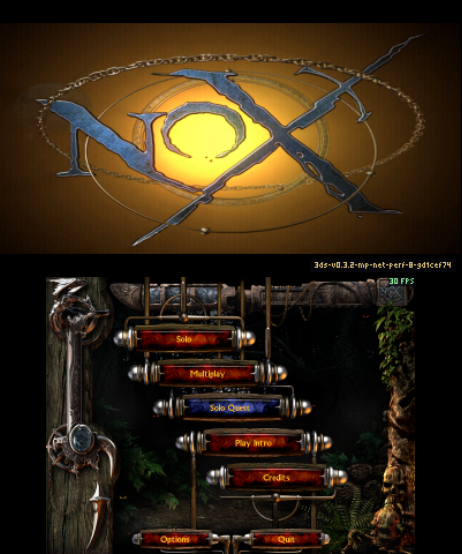 NOX
3ds-v0.3.2-mp-net-perf-8-gd1cef74
30 FPS
Solo
Multiplay
Solo Quest
Play Intro
Credits
Options
Quit